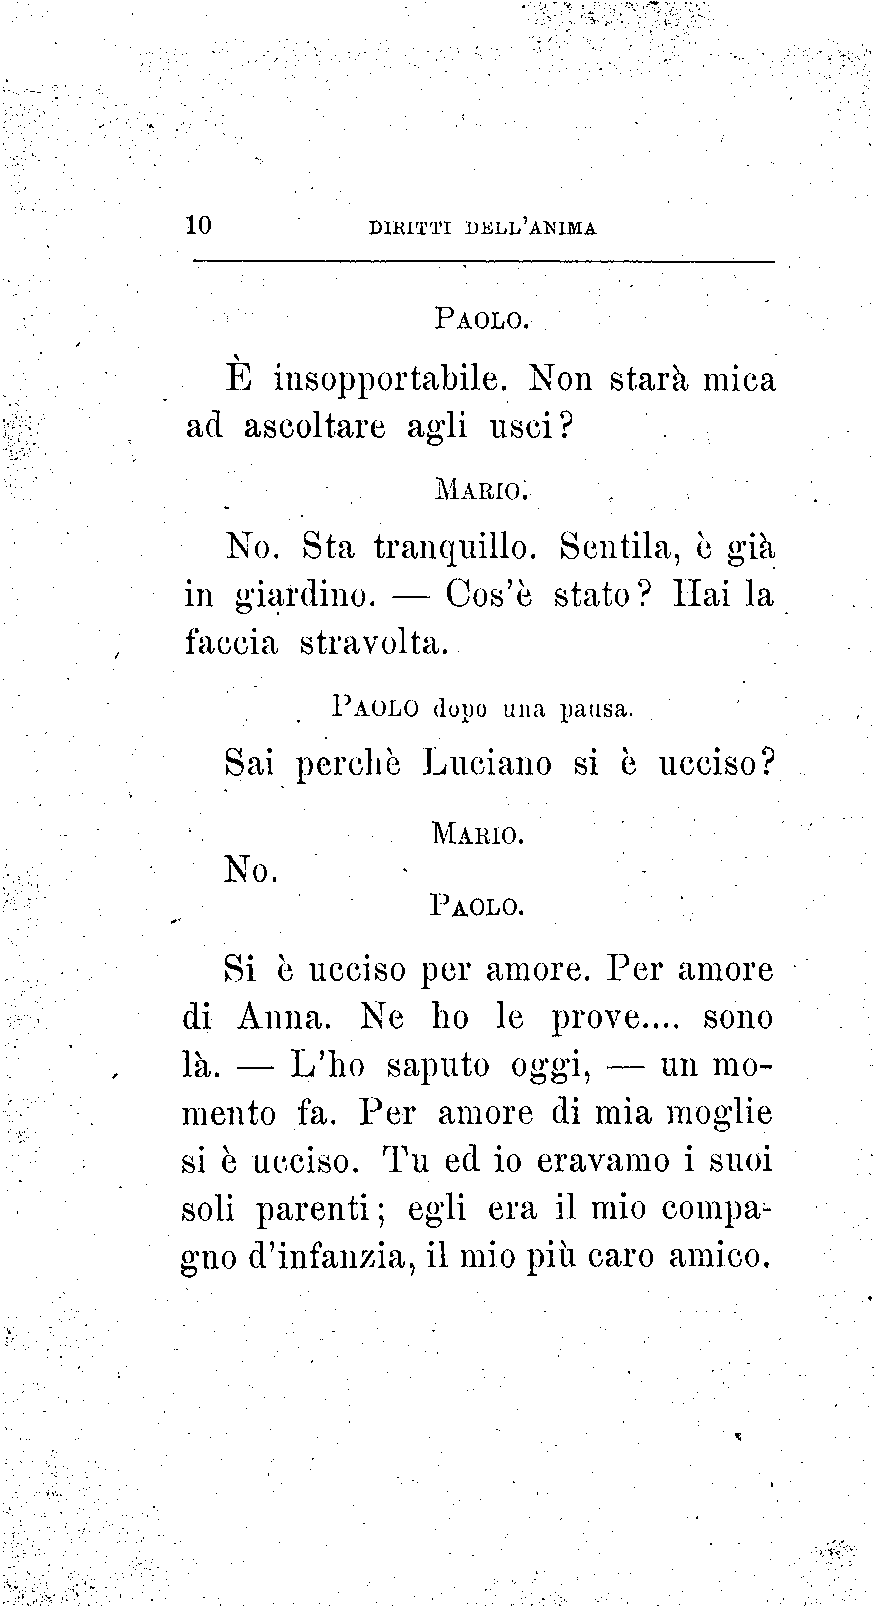 10 DIRITTI DELL'ANIMA
PAOLO.
È insopportabile. Non starà mica
ad ascoltare agli usci?
MARIO.
No. Sta tranquillo. Sentila, è già
in giardino. — Cos'è stato? Hai la
faccia stravolta.
PAOLO dopo una pausa.
Sai perchè Luciano si è ucciso?
MARIO.
No.
PAOLO.
Si è ucciso per amore. Per amore
di Anna. Ne ho le prove.... sono
là. — L'ho saputo oggi, — un mo-
mento fa. Per amore di mia moglie
si è ucciso. Tu ed io eravamo i suoi
soli parenti; egli era il mio compa-
gno d'infanzia, il mio più caro amico.